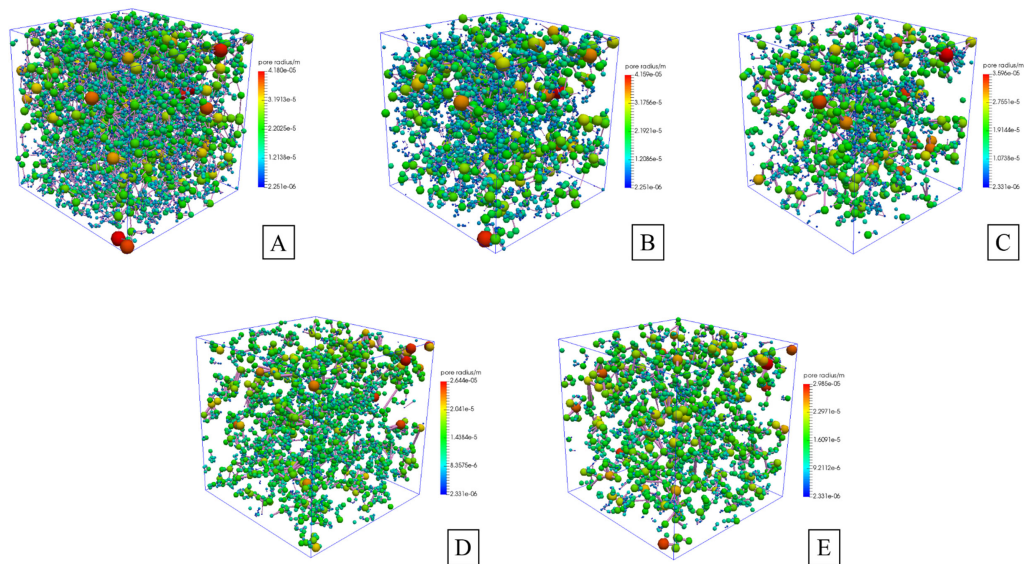 pore radius/m
4.180e-05
3.1913e-5
2.2025e-5
1.2138e-5
2.251e-06
A
pore radius/m
4.159e-05
3.1756e-5
2.1921e-5
1.2086e-5
2.251e-06
B
pore radius/m
3.596e-05
2.7551e-5
1.9144e-5
1.0738e-5
2.331e-06
C
pore radius/m
2.644e-05
2.041e-5
1.4384e-5
8.3575e-6
2.331e-06
D
pore radius/m
2.985e-05
2.2971e-5
1.6091e-5
9.2112e-6
2.331e-06
E